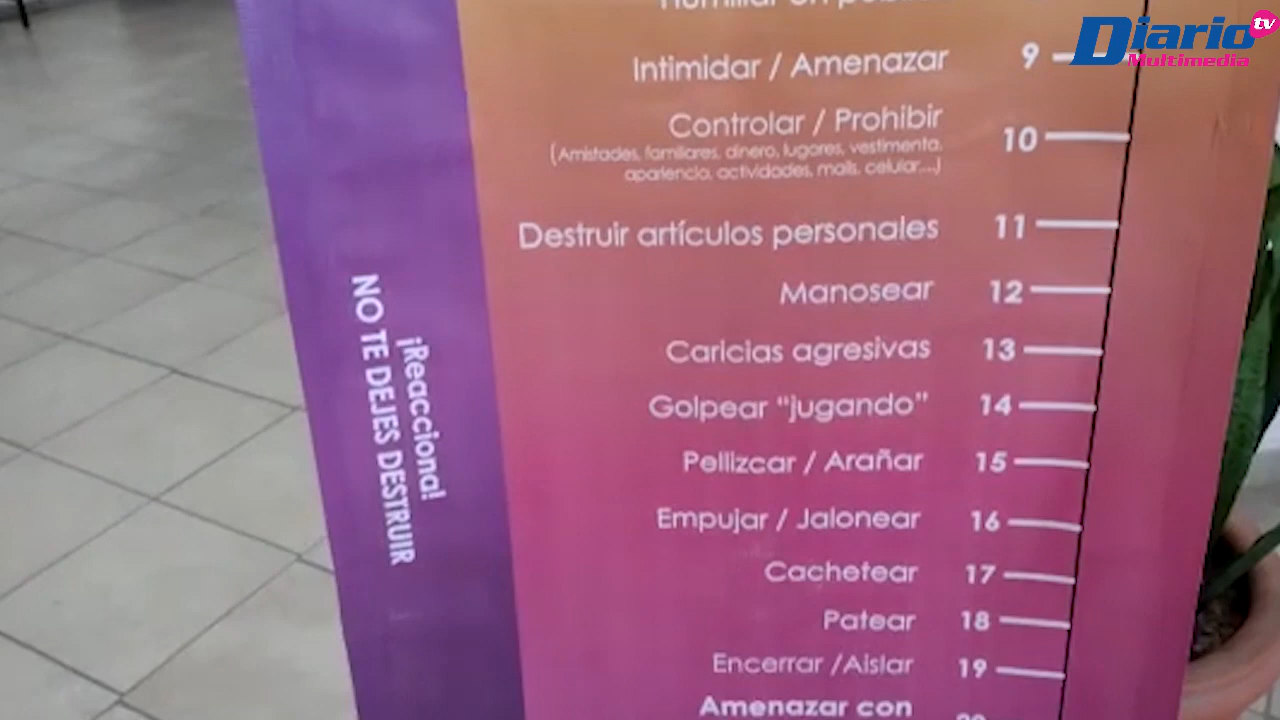 Diario tv
Multimedia
Humillar en
Intimidar / Amenazar 9
Controlar / Prohibir 10
(Amistades, familiares, dinero, lugares, vestimenta,
apariencia, actividades, mails, celular....)
Destruir artículos personales 11
Manosear 12
Caricias agresivas 13
Golpear “jugando” 14
Pellizcar / Arañar 15
Empujar / Jalonear 16
Cachetear 17
Patear 18
Encerrar /Aislar 19
Amenazar con
¡Reacciona!
NO TE DEJES DESTRUIR